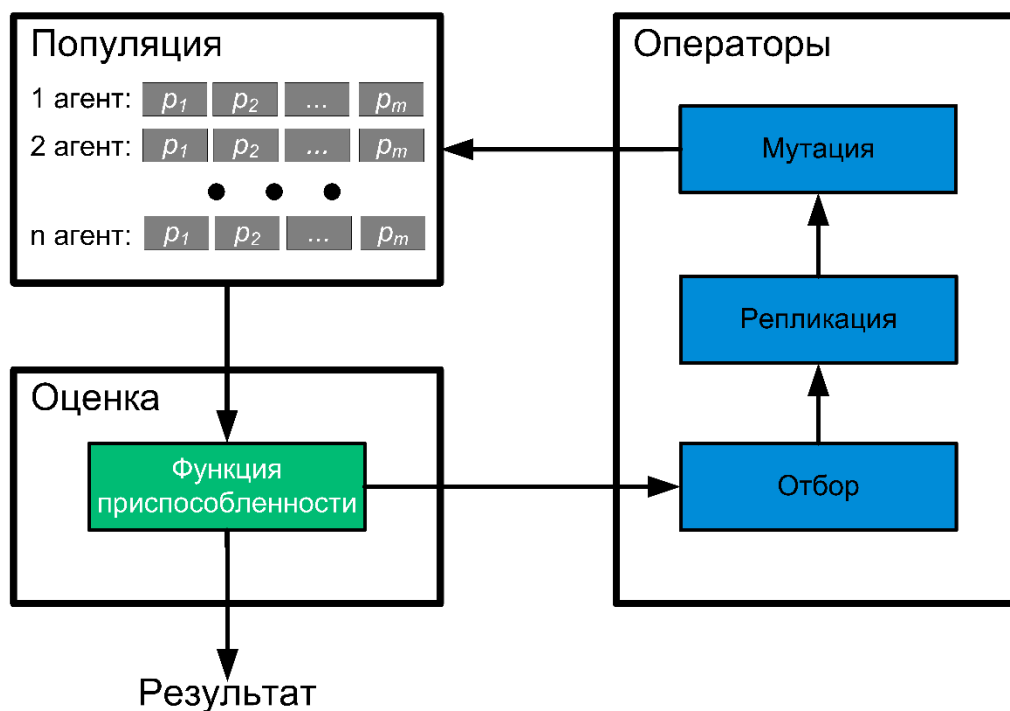 Популяция
1 агент: p1 p2 ... pm
2 агент: p1 p2 ... pm
n агент: p1 p2 ... pm
Оценка
Функция
приспособленности
Результат
Операторы
Мутация
Репликация
Отбор